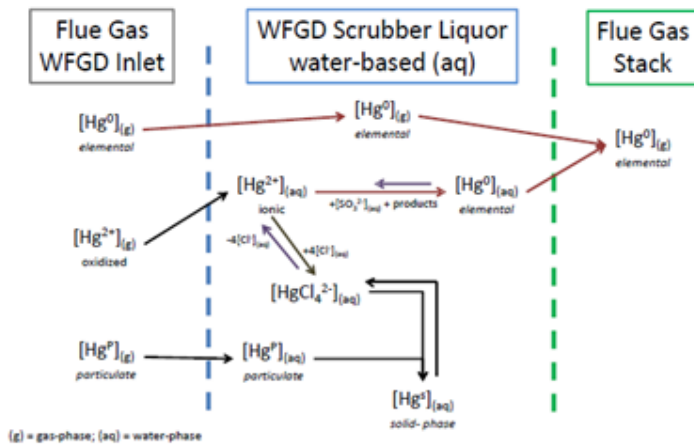 Flue Gas
WFGD Inlet
WFGD Scrubber Liquor
water-based (aq)
Flue Gas
Stack
[Hg⁰](g)
elemental
[Hg⁰](g)
elemental
[Hg⁰](g)
elemental
[Hg²⁺](g)
oxidized
[Hg²⁺](aq)
ionic
+[SO₃²⁻](aq) + products
[Hg⁰](aq)
elemental
-4[Cl⁻](aq)
+4[Cl⁻](aq)
[HgCl₄²⁻](aq)
[Hgᴾ](g)
particulate
[Hgᴾ](aq)
particulate
[Hgˢ](aq)
solid- phase
(g) = gas-phase; (aq) = water-phase